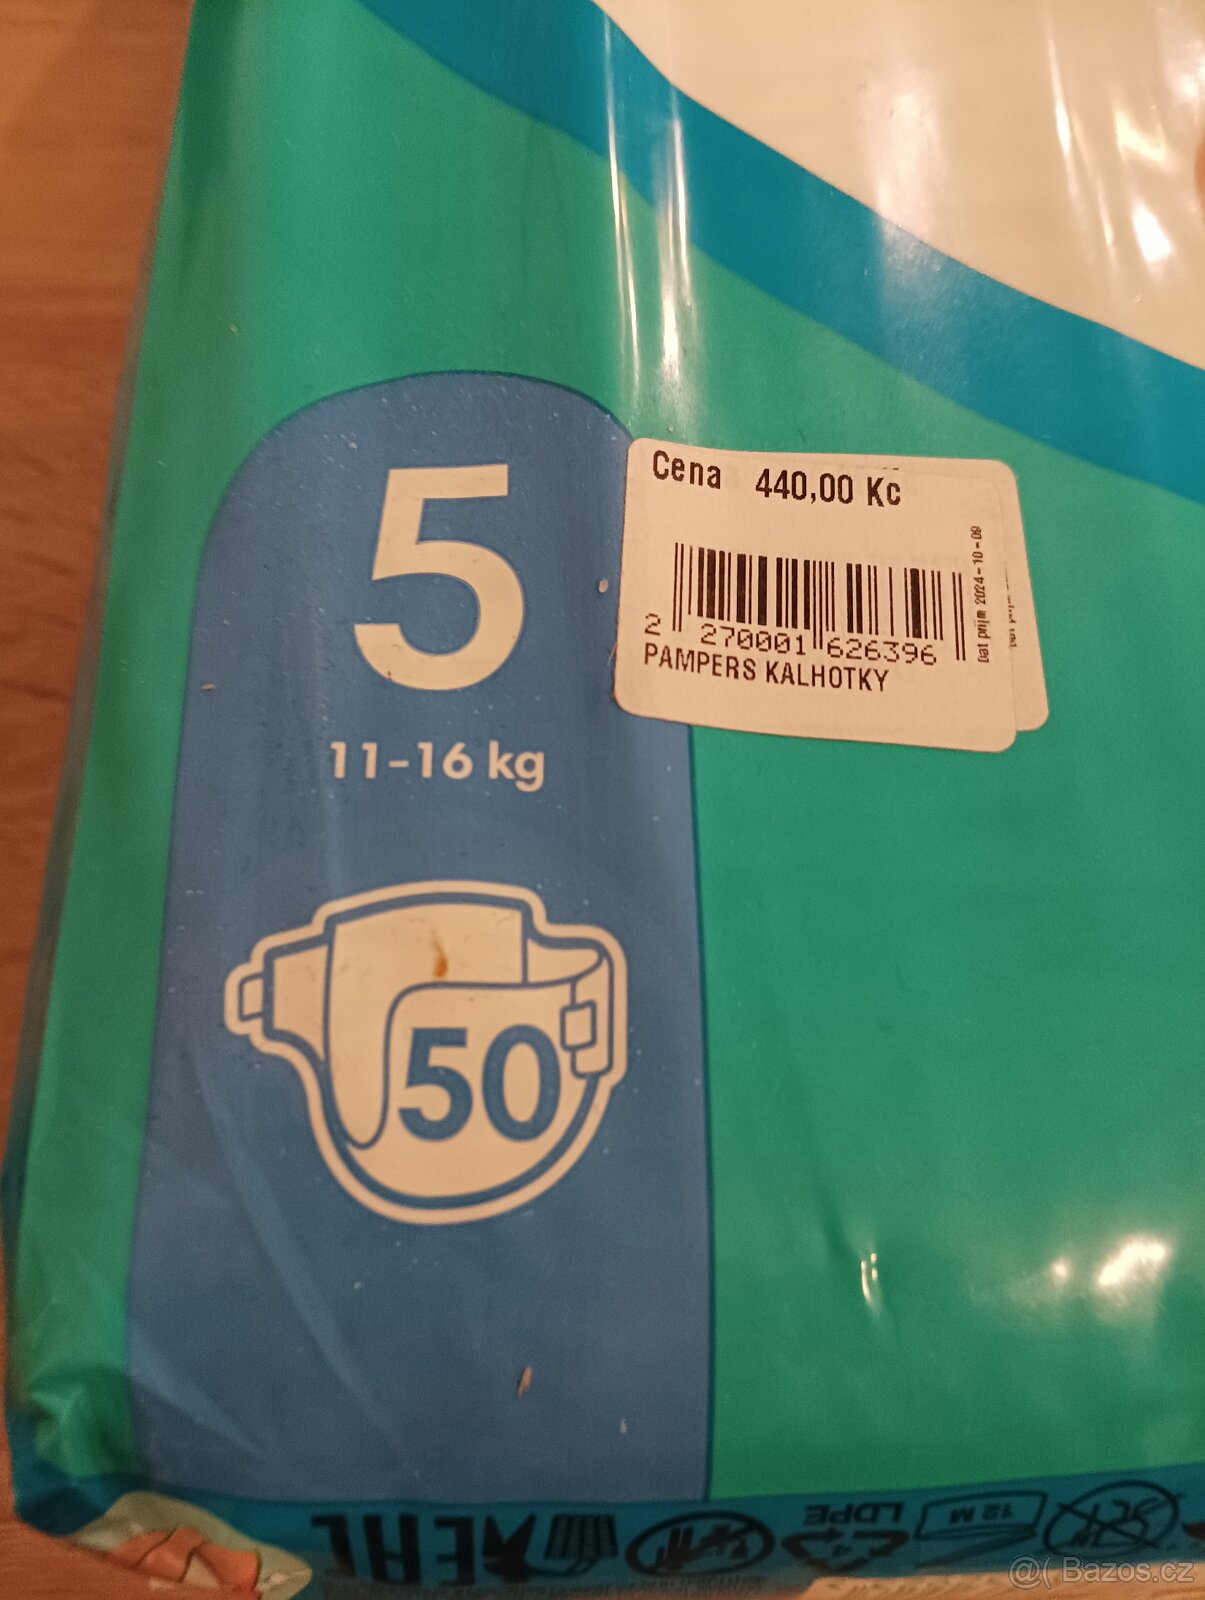 5
11-16 kg
50
Cena 440,00 Kc
Dat prijm 2024-10-09
2 270001 626396
PAMPERS KALHOTKY
LDPE
12 M
@( Bazos.cz